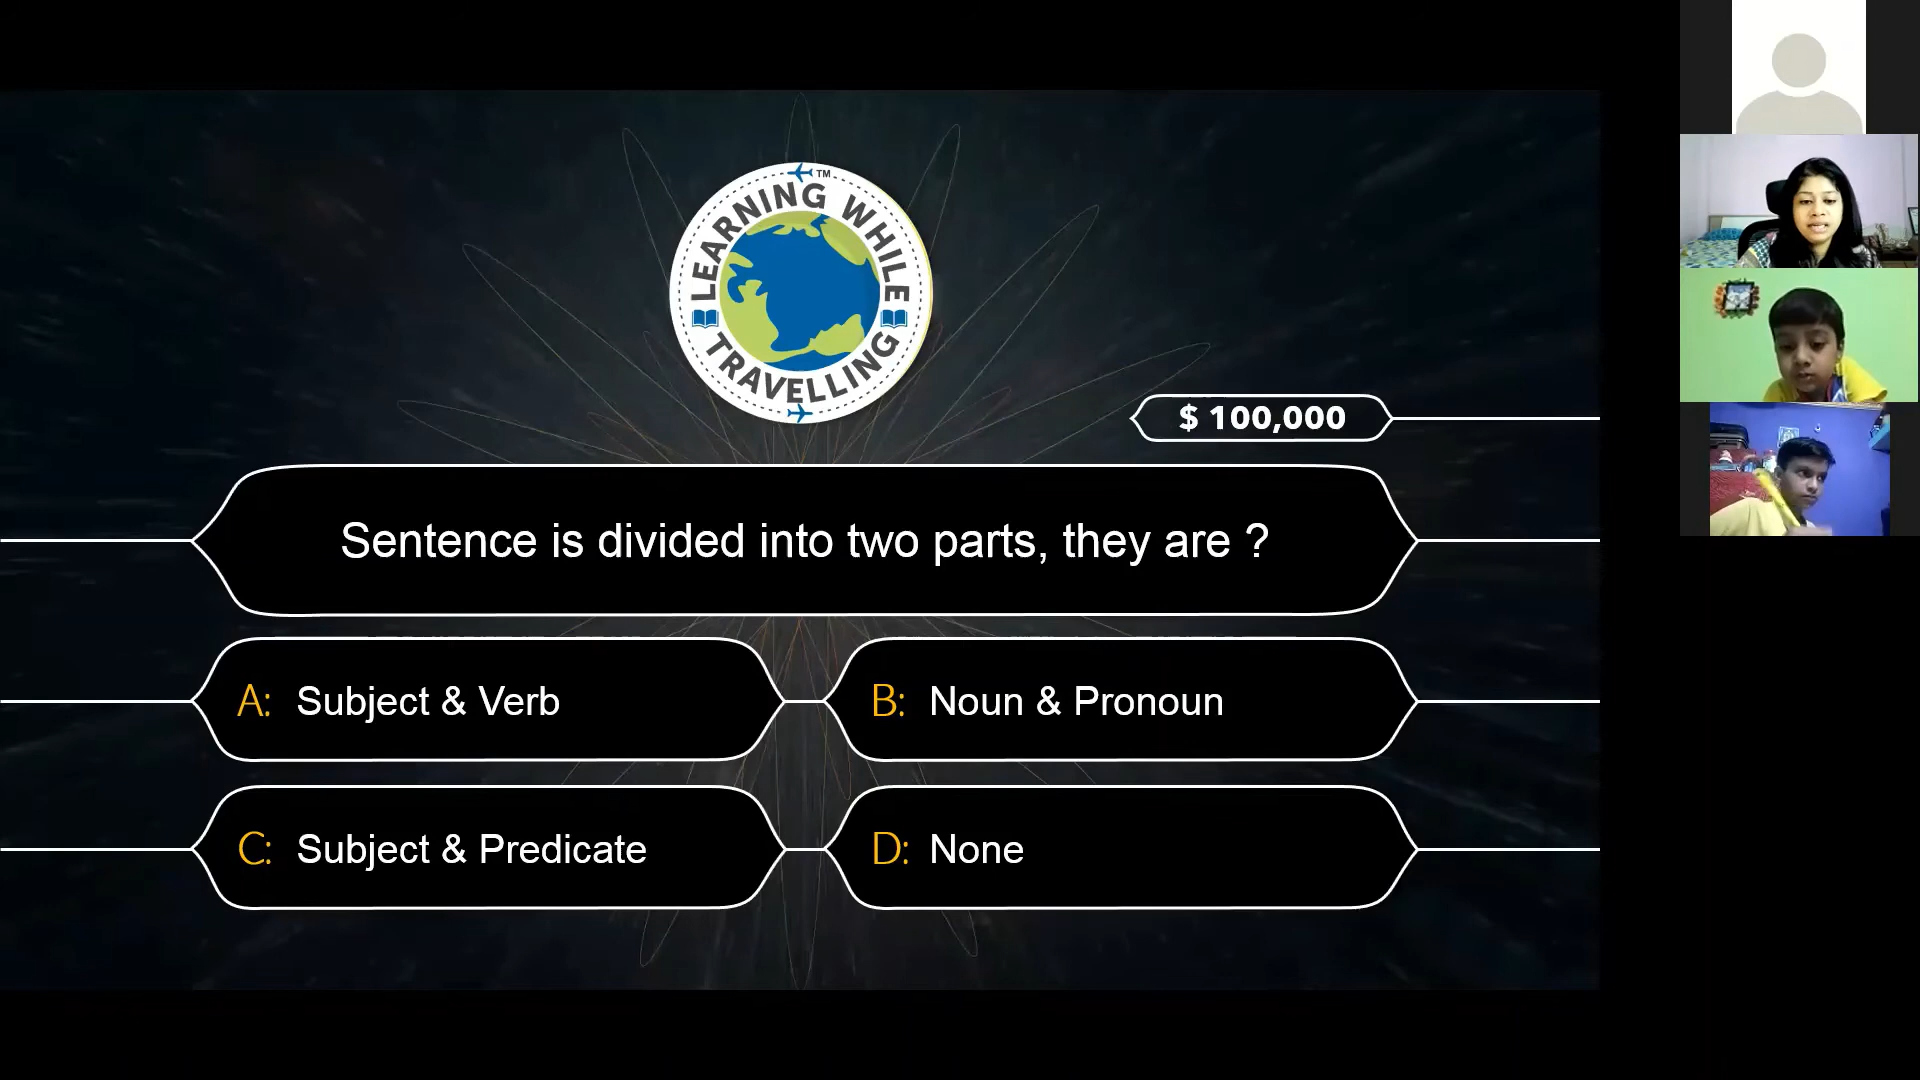 LEARNING WHILE
TRAVELLING
TM
$ 100,000
Sentence is divided into two parts, they are ?
A: Subject & Verb
B: Noun & Pronoun
C: Subject & Predicate
D: None